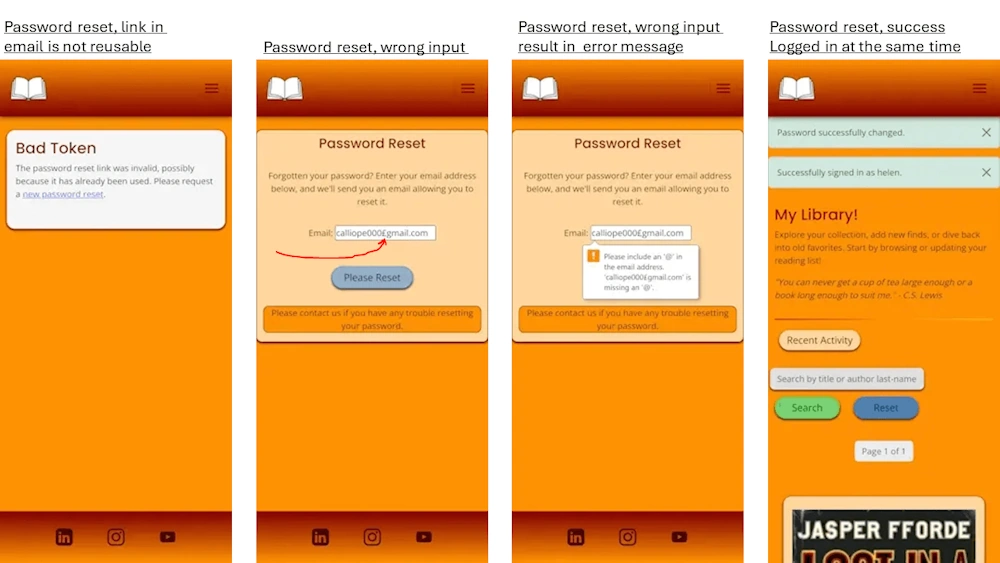 Password reset, link in
email is not reusable
Bad Token
The password reset link was invalid, possibly
because it has already been used. Please request
a new password reset.
Password reset, wrong input
Password Reset
Forgotten your password? Enter your email address
below, and we'll send you an email allowing you to
reset it.
Email: calliope000£gmail.com
Please Reset
Please contact us if you have any trouble resetting
your password.
Password reset, wrong input
result in  error message
Password Reset
Forgotten your password? Enter your email address
below, and we'll send you an email allowing you to
reset it.
Email: calliope000£gmail.com
Please include an '@' in
the email address.
'calliope000£gmail.com' is
missing an '@'.
Please contact us if you have any trouble resetting
your password.
Password reset, success
Logged in at the same time
Password successfully changed.
Successfully signed in as helen.
My Library!
Explore your collection, add new finds, or dive back
into old favorites. Start by browsing or updating your
reading list!
"You can never get a cup of tea large enough or a
book long enough to suit me." - C.S. Lewis
Recent Activity
Search by title or author last-name
Search
Reset
Page 1 of 1
JASPER FFORDE
LOST IN A